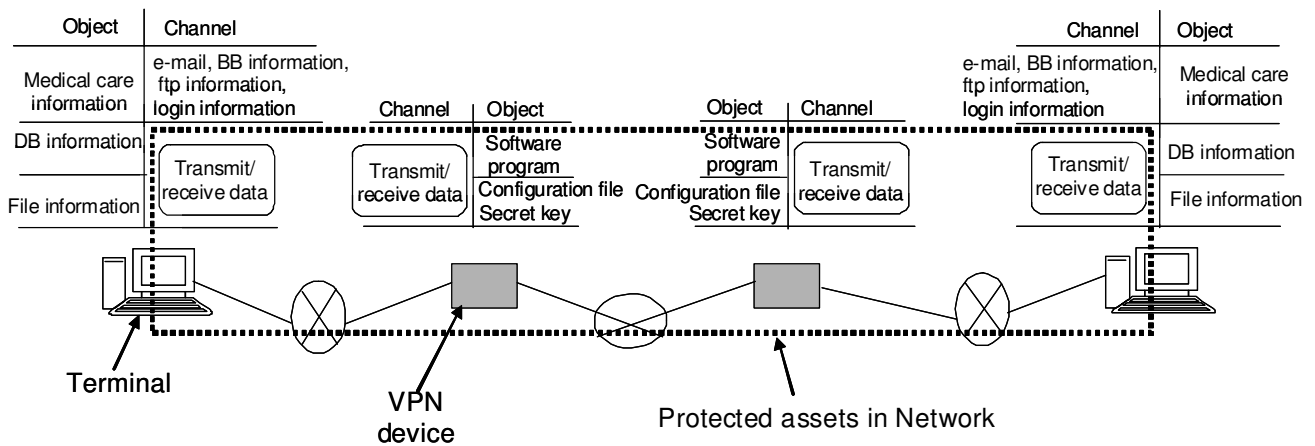 Object Channel
Medical care
information
e-mail, BB information,
ftp information,
login information
DB information
File information
Transmit/
receive data
Channel Object
Transmit/
receive data
Software
program
Configuration file
Secret key
Object Channel
Software
program
Configuration file
Secret key
Transmit/
receive data
Channel Object
e-mail, BB information,
ftp information,
login information
Medical care
information
Transmit/
receive data
DB information
File information
Terminal
VPN
device
Protected assets in Network